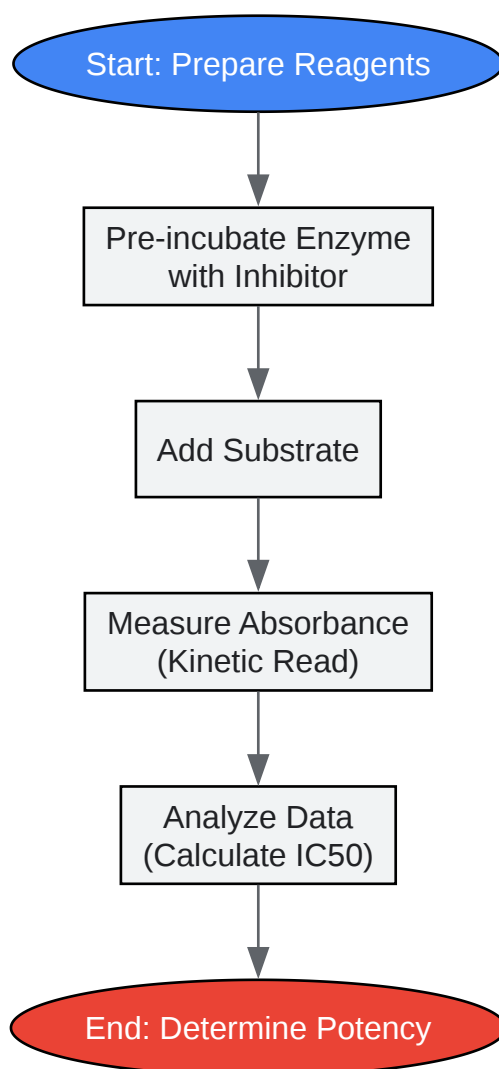 Start: Prepare Reagents
Pre-incubate Enzyme
with Inhibitor
Add Substrate
Measure Absorbance
(Kinetic Read)
Analyze Data
(Calculate IC50)
End: Determine Potency